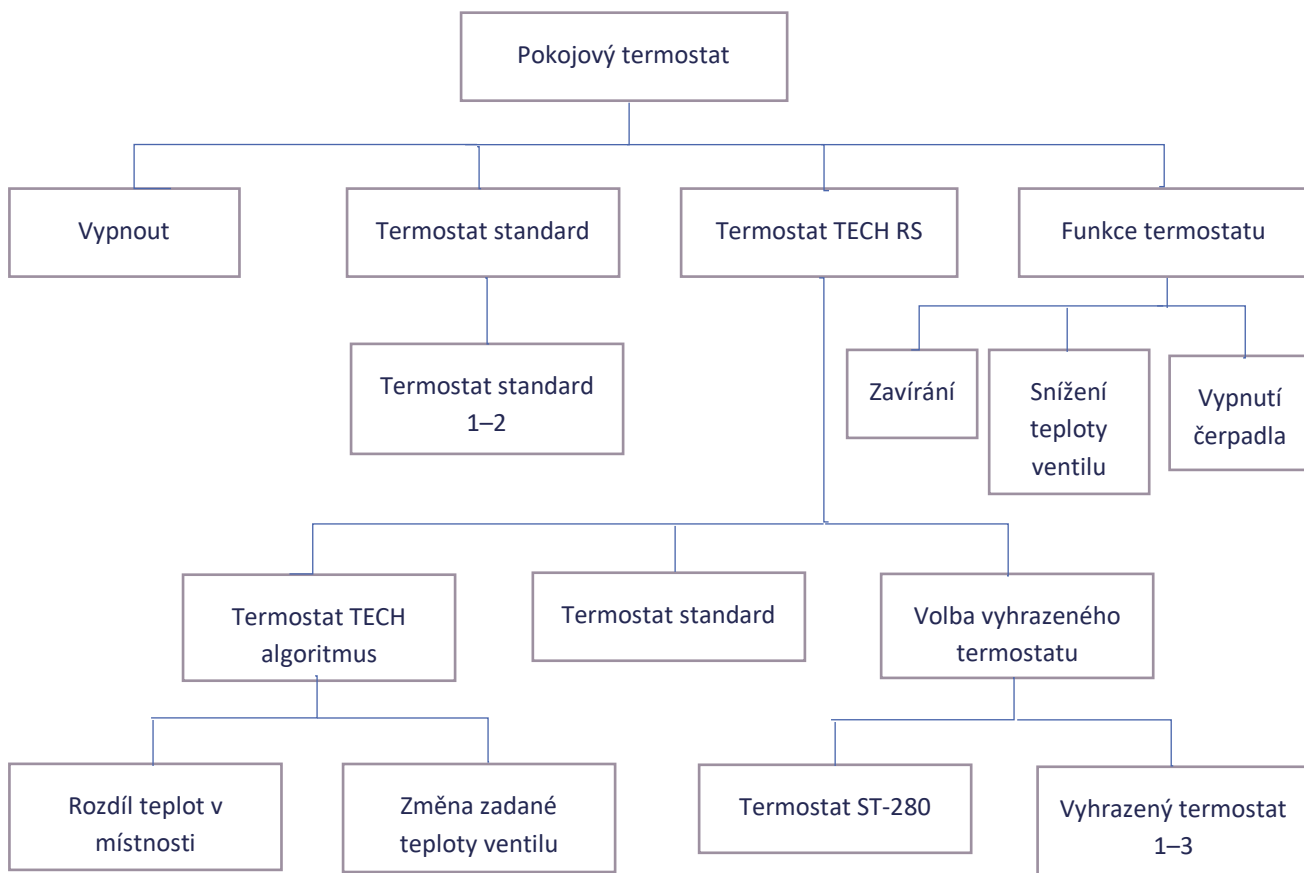 Pokojový termostat
Vypnout
Termostat standard
Termostat TECH RS
Funkce termostatu
Termostat standard
1–2
Zavírání
Snížení
teploty
ventilu
Vypnutí
čerpadla
Termostat TECH
algoritmus
Termostat standard
Volba vyhrazeného
termostatu
Rozdíl teplot v
místnosti
Změna zadané
teploty ventilu
Termostat ST-280
Vyhrazený termostat
1–3